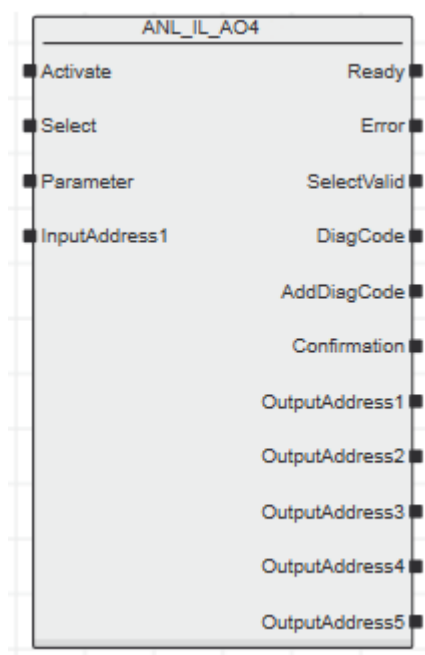 ANL_IL_AO4
Activate Ready
Select Error
Parameter SelectValid
InputAddress1 DiagCode
AddDiagCode
Confirmation
OutputAddress1
OutputAddress2
OutputAddress3
OutputAddress4
OutputAddress5